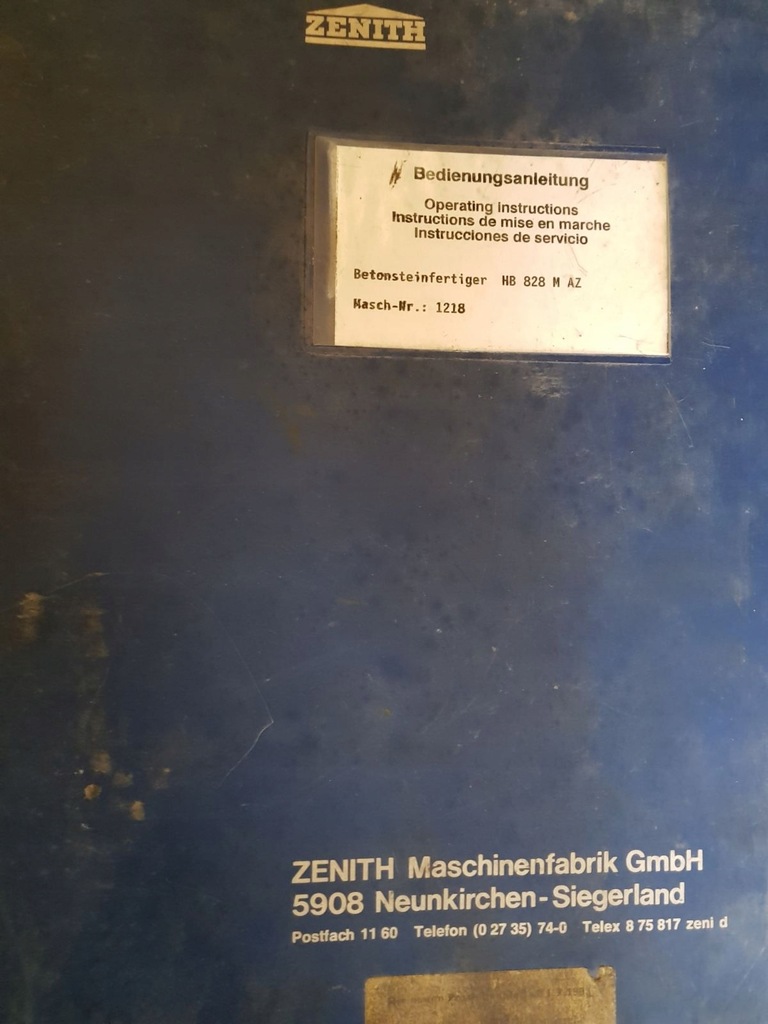 ZENITH
Bedienungsanleitung
Operating instructions
Instructions de mise en marche
Instrucciones de servicio
Betonsteinfertiger HB 828 M AZ
Masch-Nr.: 1218
ZENITH Maschinenfabrik GmbH
5908 Neunkirchen-Siegerland
Postfach 11 60 Telefon (0 27 35) 74-0 Telex 8 75 817 zeni d